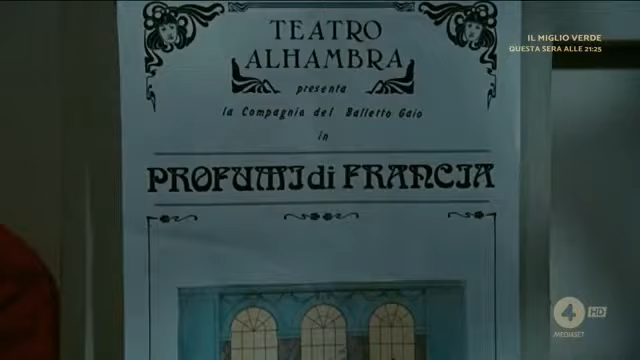 TEATRO
ALHAMBRA
presenta
la Compagnia del Balletto Gaio
in
PROFUMI di FRANCIA
IL MIGLIO VERDE
QUESTA SERA ALLE 21:25
4 HD
MEDIASET